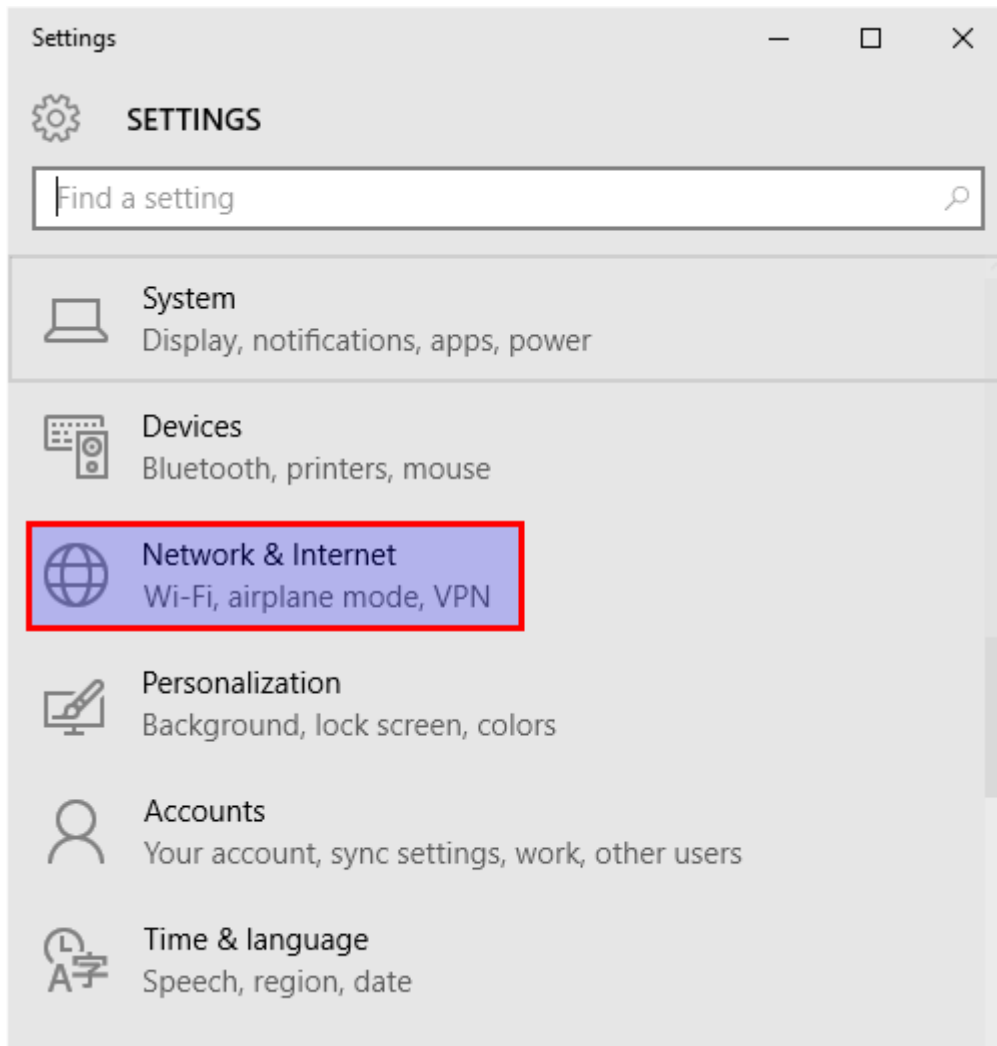 Settings
SETTINGS
Find a setting
System
Display, notifications, apps, power
Devices
Bluetooth, printers, mouse
Network & Internet
Wi-Fi, airplane mode, VPN
Personalization
Background, lock screen, colors
Accounts
Your account, sync settings, work, other users
Time & language
Speech, region, date